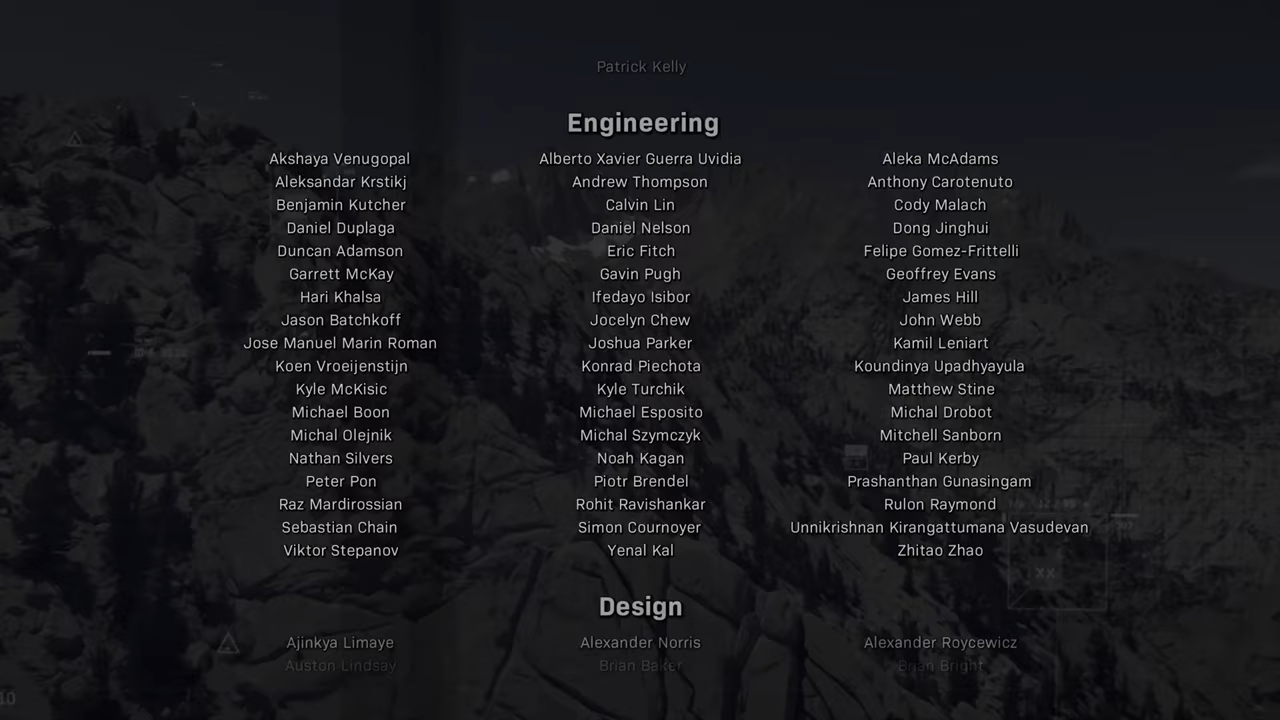 Patrick Kelly
Engineering
Akshaya Venugopal Alberto Xavier Guerra Uvidia Aleka McAdams
Aleksandar Krstikj Andrew Thompson Anthony Carotenuto
Benjamin Kutcher Calvin Lin Cody Malach
Daniel Duplaga Daniel Nelson Dong Jinghui
Duncan Adamson Eric Fitch Felipe Gomez-Frittelli
Garrett McKay Gavin Pugh Geoffrey Evans
Hari Khalsa Ifedayo Isibor James Hill
Jason Batchkoff Jocelyn Chew John Webb
Jose Manuel Marin Roman Joshua Parker Kamil Leniart
Koen Vroeijenstijn Konrad Piechota Koundinya Upadhyayula
Kyle McKisic Kyle Turchik Matthew Stine
Michael Boon Michael Esposito Michal Drobot
Michal Olejnik Michal Szymczyk Mitchell Sanborn
Nathan Silvers Noah Kagan Paul Kerby
Peter Pon Piotr Brendel Prashanthan Gunasingam
Raz Mardirossian Rohit Ravishankar Rulon Raymond
Sebastian Chain Simon Cournoyer Unnikrishnan Kirangattumana Vasudevan
Viktor Stepanov Yenal Kal Zhitao Zhao
XX
Design
Ajinkya Limaye Alexander Norris Alexander Roycewicz
Auston Lindsay Brian Baker Brian Bright
10